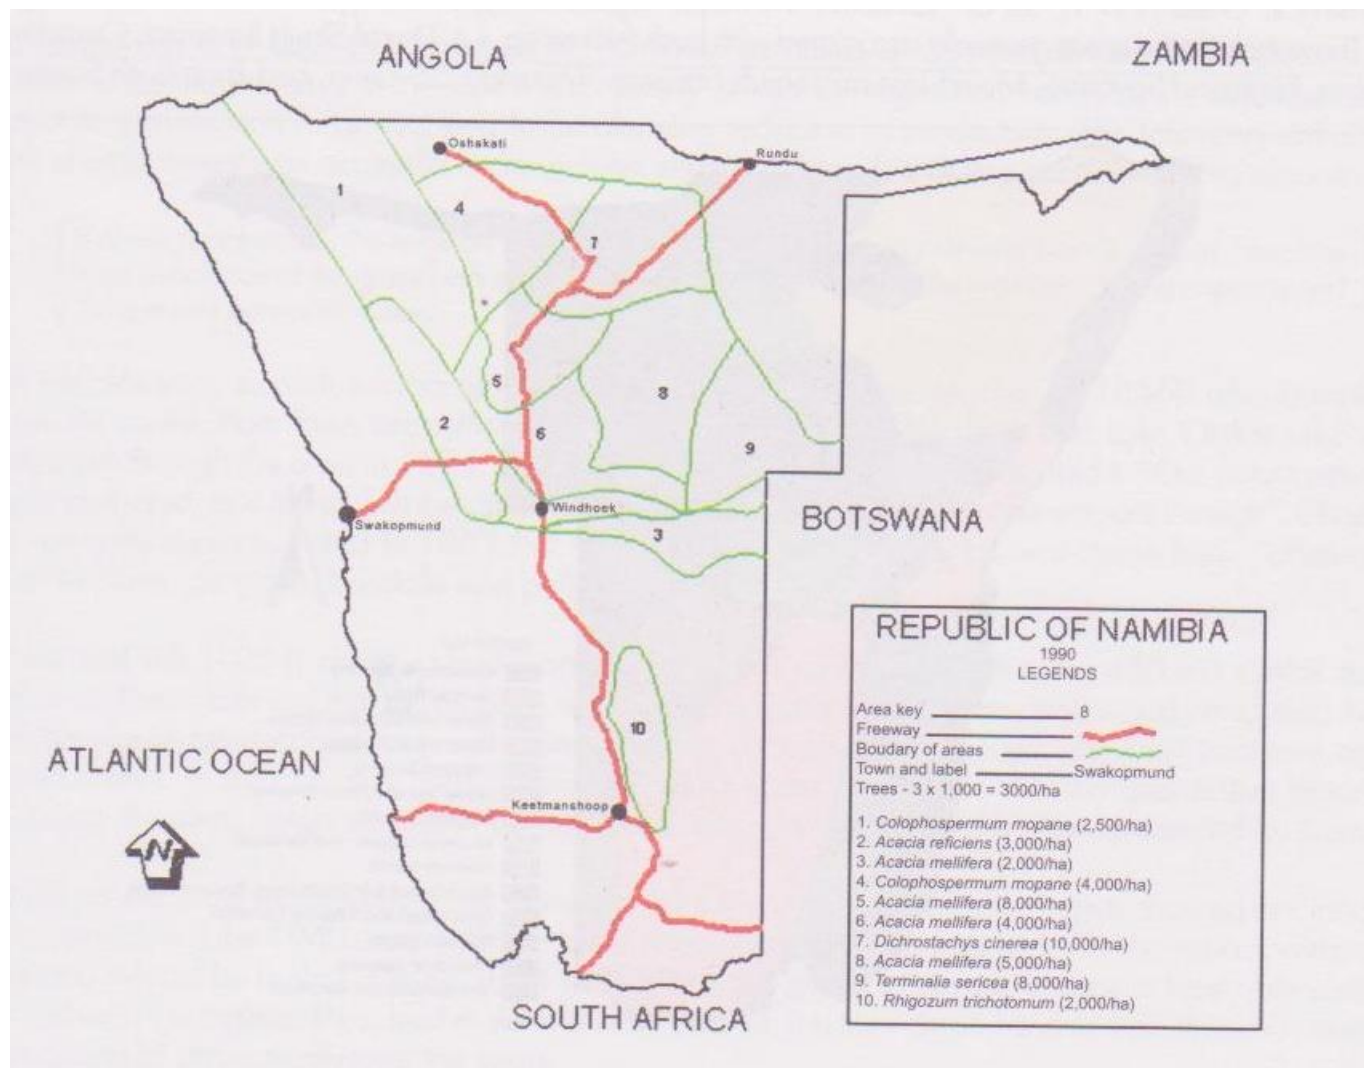 ANGOLA
ZAMBIA
Oshakati
Rundu
1
4
7
5
8
2
6
9
Windhoek
Swakopmund
3
BOTSWANA
10
ATLANTIC OCEAN
N
Keetmanshoop
SOUTH AFRICA
REPUBLIC OF NAMIBIA
1990
LEGENDS
Area key 8
Freeway
Boudary of areas
Town and label Swakopmund
Trees - 3 x 1,000 = 3000/ha
1. Colophospermum mopane (2,500/ha)
2. Acacia reficiens (3,000/ha)
3. Acacia mellifera (2,000/ha)
4. Colophospermum mopane (4,000/ha)
5. Acacia mellifera (8,000/ha)
6. Acacia mellifera (4,000/ha)
7. Dichrostachys cinerea (10,000/ha)
8. Acacia mellifera (5,000/ha)
9. Terminalia sericea (8,000/ha)
10. Rhigozum trichotomum (2,000/ha)